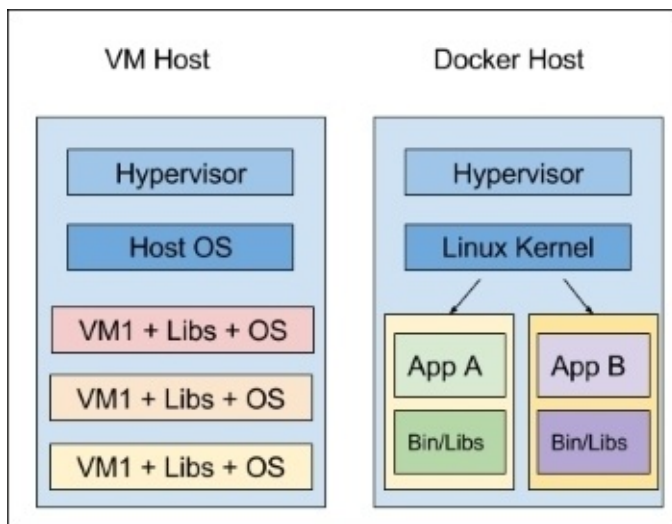 VM Host
Hypervisor
Host OS
VM1 + Libs + OS
VM1 + Libs + OS
VM1 + Libs + OS
Docker Host
Hypervisor
Linux Kernel
App A
Bin/Libs
App B
Bin/Libs